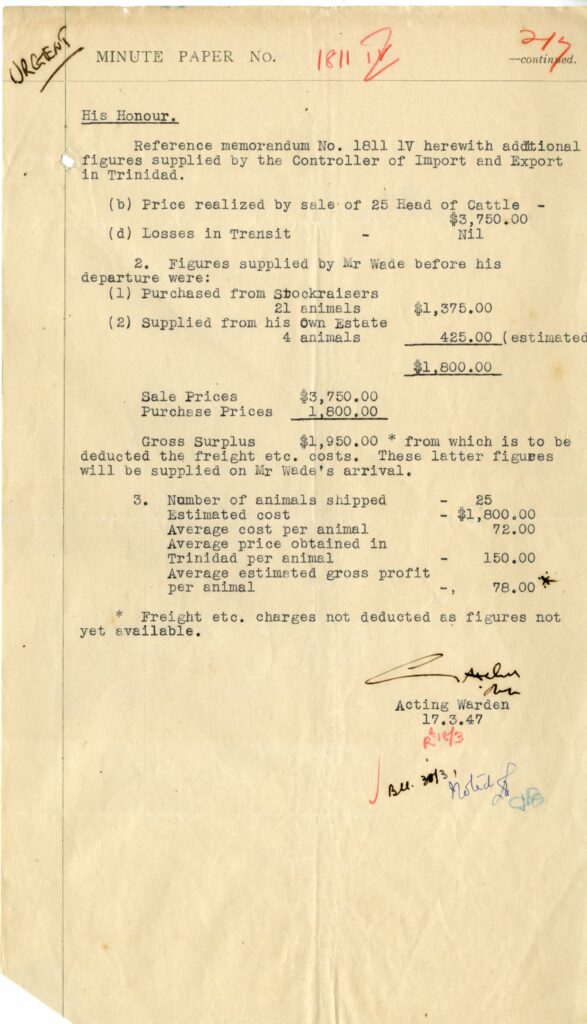 URGENT
MINUTE PAPER No. 1811 IV
217
—continued.
His Honour.
Reference memorandum No. 1811 lV herewith additional
figures supplied by the Controller of Import and Export
in Trinidad.
(b) Price realized by sale of 25 Head of Cattle -
$3,750.00
(d) Losses in Transit - Nil
2. Figures supplied by Mr Wade before his
departure were:
(1) Purchased from Stockraisers
21 animals $1,375.00
(2) Supplied from his Own Estate
4 animals 425.00 (estimated
$1,800.00
Sale Prices $3,750.00
Purchase Prices 1,800.00
Gross Surplus $1,950.00 * from which is to be
deducted the freight etc. costs. These latter figures
will be supplied on Mr Wade's arrival.
3. Number of animals shipped - 25
Estimated cost - $1,800.00
Average cost per animal 72.00
Average price obtained in
Trinidad per animal - 150.00
Average estimated gross profit
per animal -, 78.00 *
* Freight etc. charges not deducted as figures not
yet available.
Acting Warden
17.3.47
R 18/3
B.U. 30/3
Noted